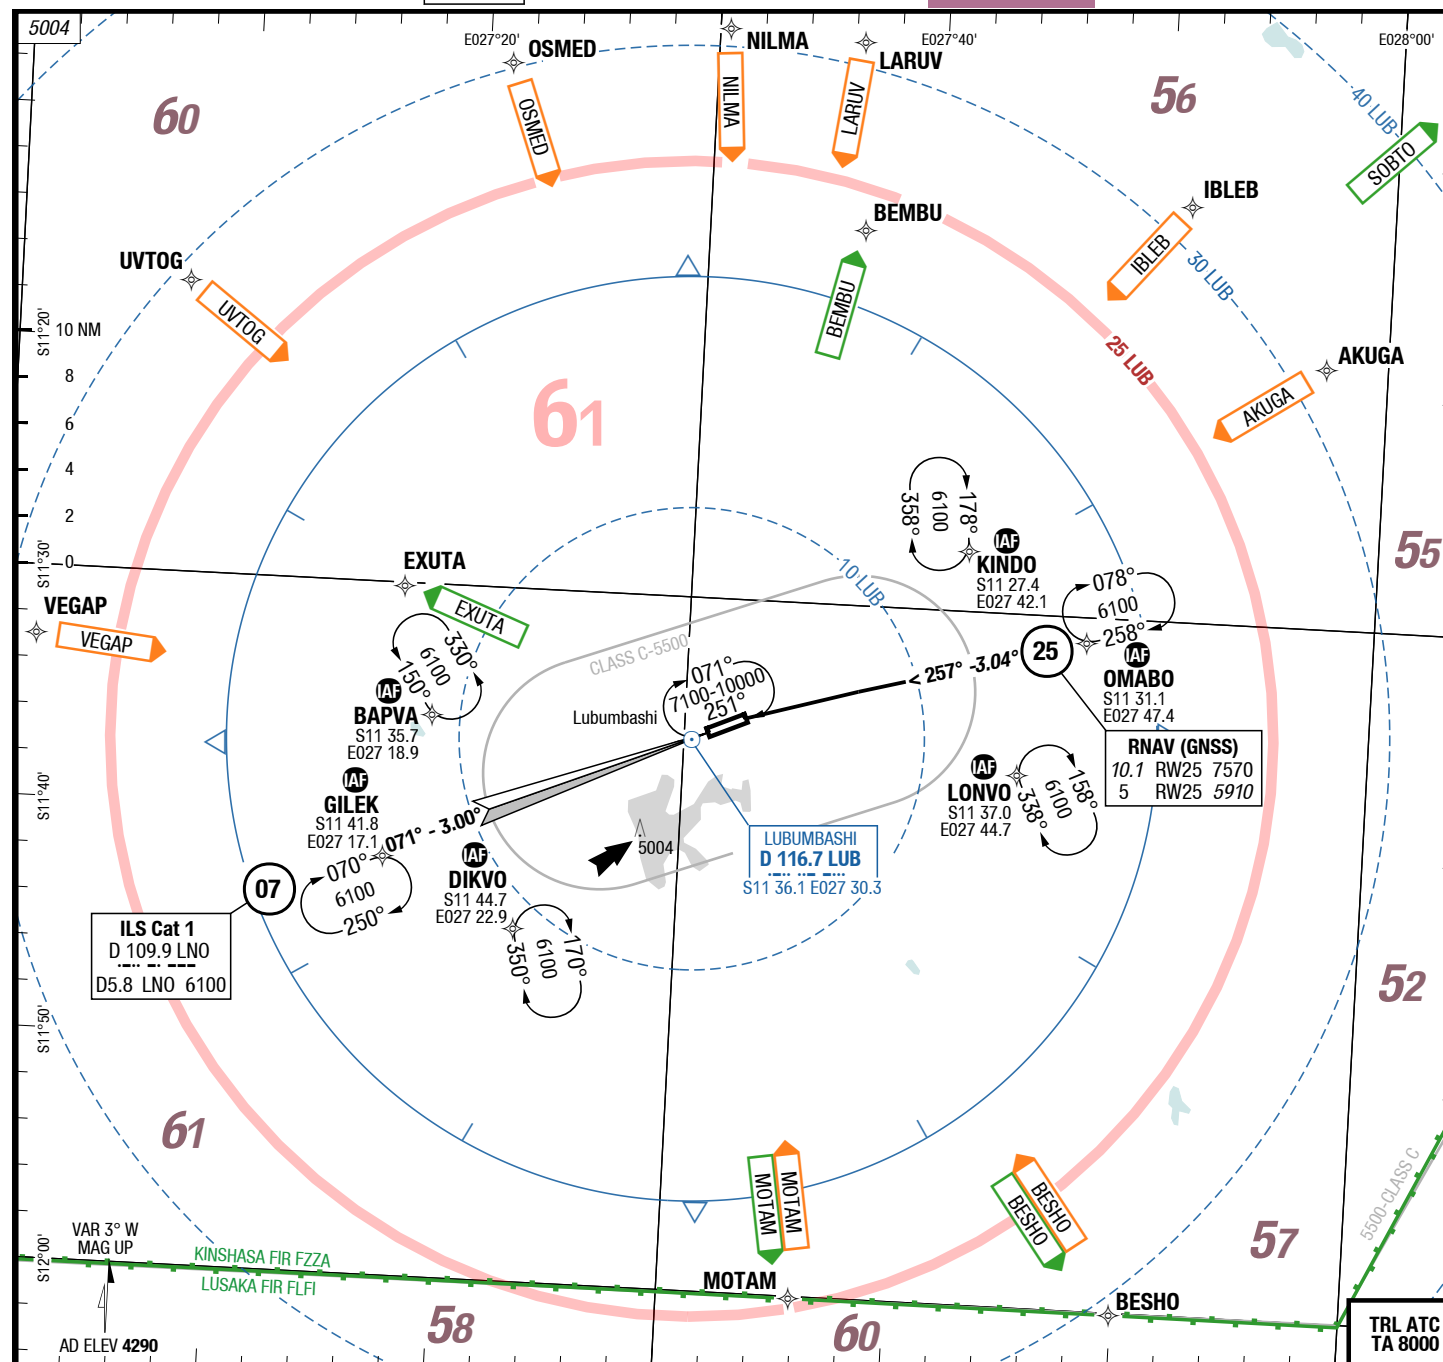 5004
E027°20'
OSMED
NILMA
LARUV
E027°40'
E028°00'
60
OSMED
NILMA
LARUV
56
40 LUB
SOBTO
IBLEB
BEMBU
IBLEB
30 LUB
UVTOG
UVTOG
BEMBU
S11°20'
10 NM
8
6
4
2
0
25 LUB
AKUGA
AKUGA
61
358°
6100
178°
IAF
KINDO
S11 27.4
E027 42.1
55
S11°30'
EXUTA
EXUTA
10 LUB
078°
6100
258°
VEGAP
VEGAP
330°
6100
150°
CLASS C-5500
071°
7100-10000
251°
< 257° -3.04°
25
IAF
OMABO
S11 31.1
E027 47.4
IAF
BAPVA
S11 35.7
E027 18.9
Lubumbashi
RNAV (GNSS)
10.1 RW25 7570
5 RW25 5910
IAF
GILEK
S11 41.8
E027 17.1
S11°40'
071° - 3.00°
IAF
LONVO
S11 37.0
E027 44.7
158°
6100
338°
5004
LUBUMBASHI
D 116.7 LUB
S11 36.1 E027 30.3
070°
6100
250°
07
IAF
DIKVO
S11 44.7
E027 22.9
ILS Cat 1
D 109.9 LNO
D5.8 LNO 6100
350°
6100
170°
52
S11°50'
61
MOTAM
MOTAM
BESHO
BESHO
57
5500-CLASS C
VAR 3° W
MAG UP
S12°00'
KINSHASA FIR FZZA
LUSAKA FIR FLFI
MOTAM
BESHO
58
60
AD ELEV 4290
TRL ATC
TA 8000